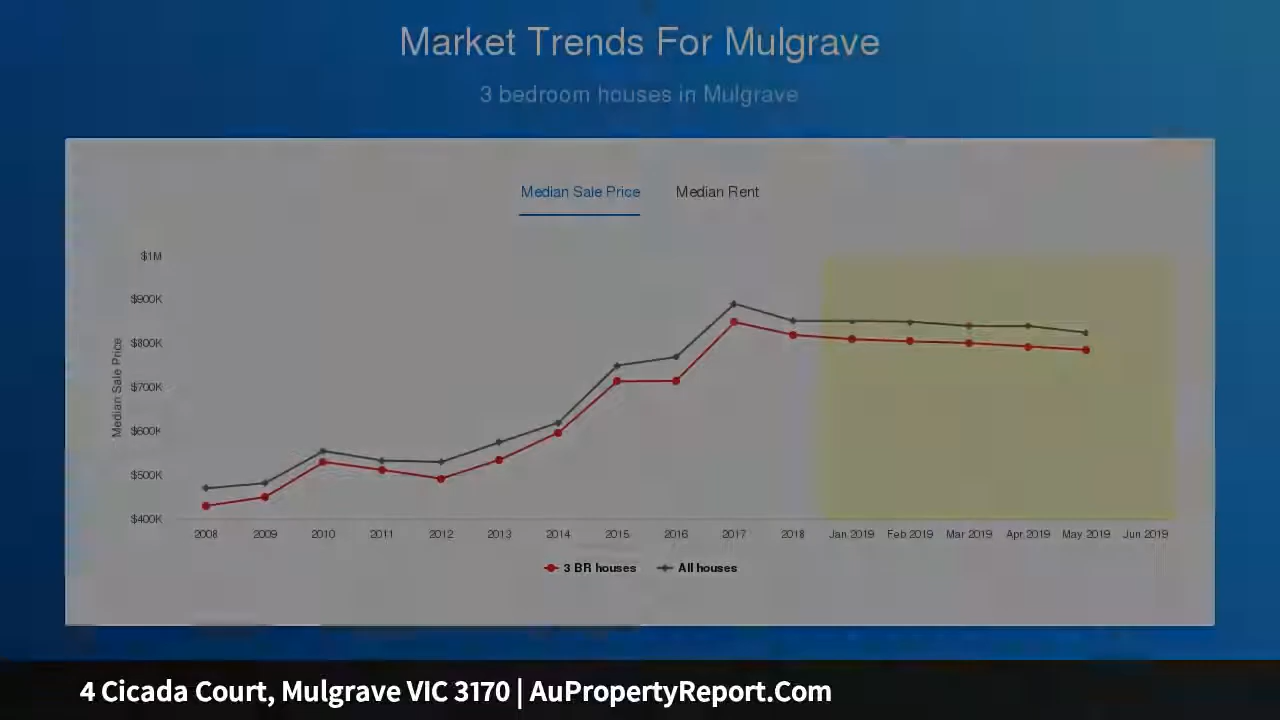 Market Trends For Mulgrave
3 bedroom houses in Mulgrave
Median Sale Price Median Rent
$1M
$900K
$800K
$700K
$600K
$500K
$400K
Median Sale Price
2008 2009 2010 2011 2012 2013 2014 2015 2016 2017 2018 Jan 2019 Feb 2019 Mar 2019 Apr 2019 May 2019 Jun 2019
3 BR houses All houses
4 Cicada Court, Mulgrave VIC 3170 | AuPropertyReport.Com